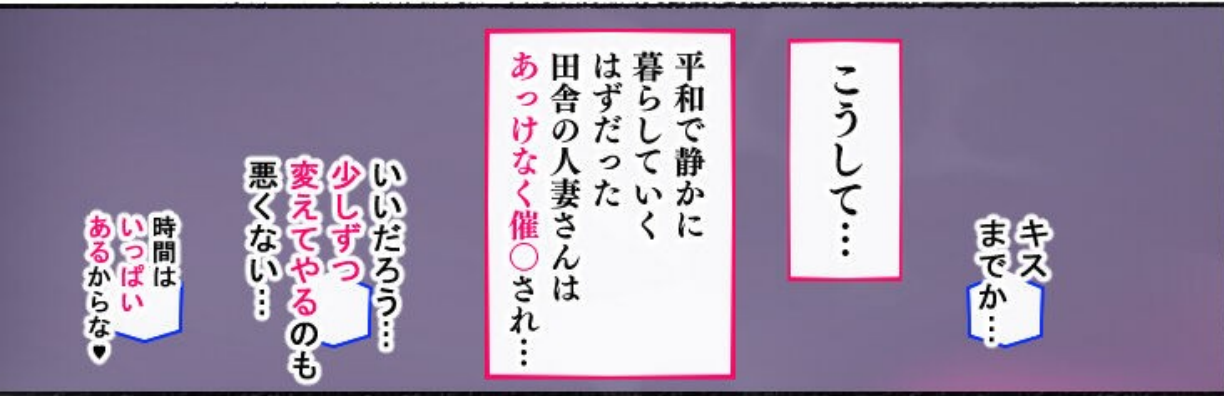 キス
までか…
こうして…
平和で静かに
暮らしていく
はずだった
田舎の人妻さんは
あっけなく催〇され…
いいだろう…
少しずつ
変えてやるのも
悪くない…
時間は
いっぱい
あるからな♥